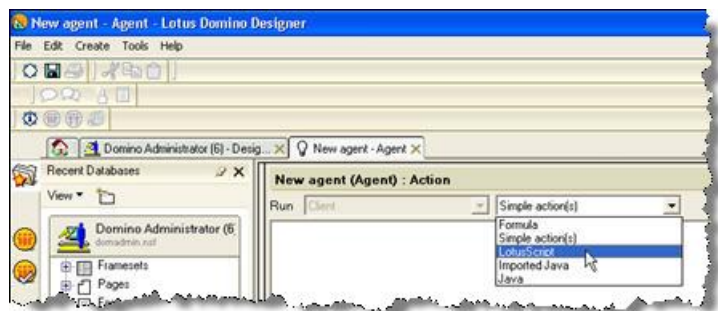 New agent - Agent - Lotus Domino Designer
File Edit Create Tools Help
Domino Administrator (6) - Desig... New agent - Agent
Recent Databases
New agent (Agent) : Action
View
Run Client Simple action(s)
Domino Administrator (6
domadmin.nsf
Formula
Simple action(s)
LotusScript
Imported Java
Java
Framesets
Pages